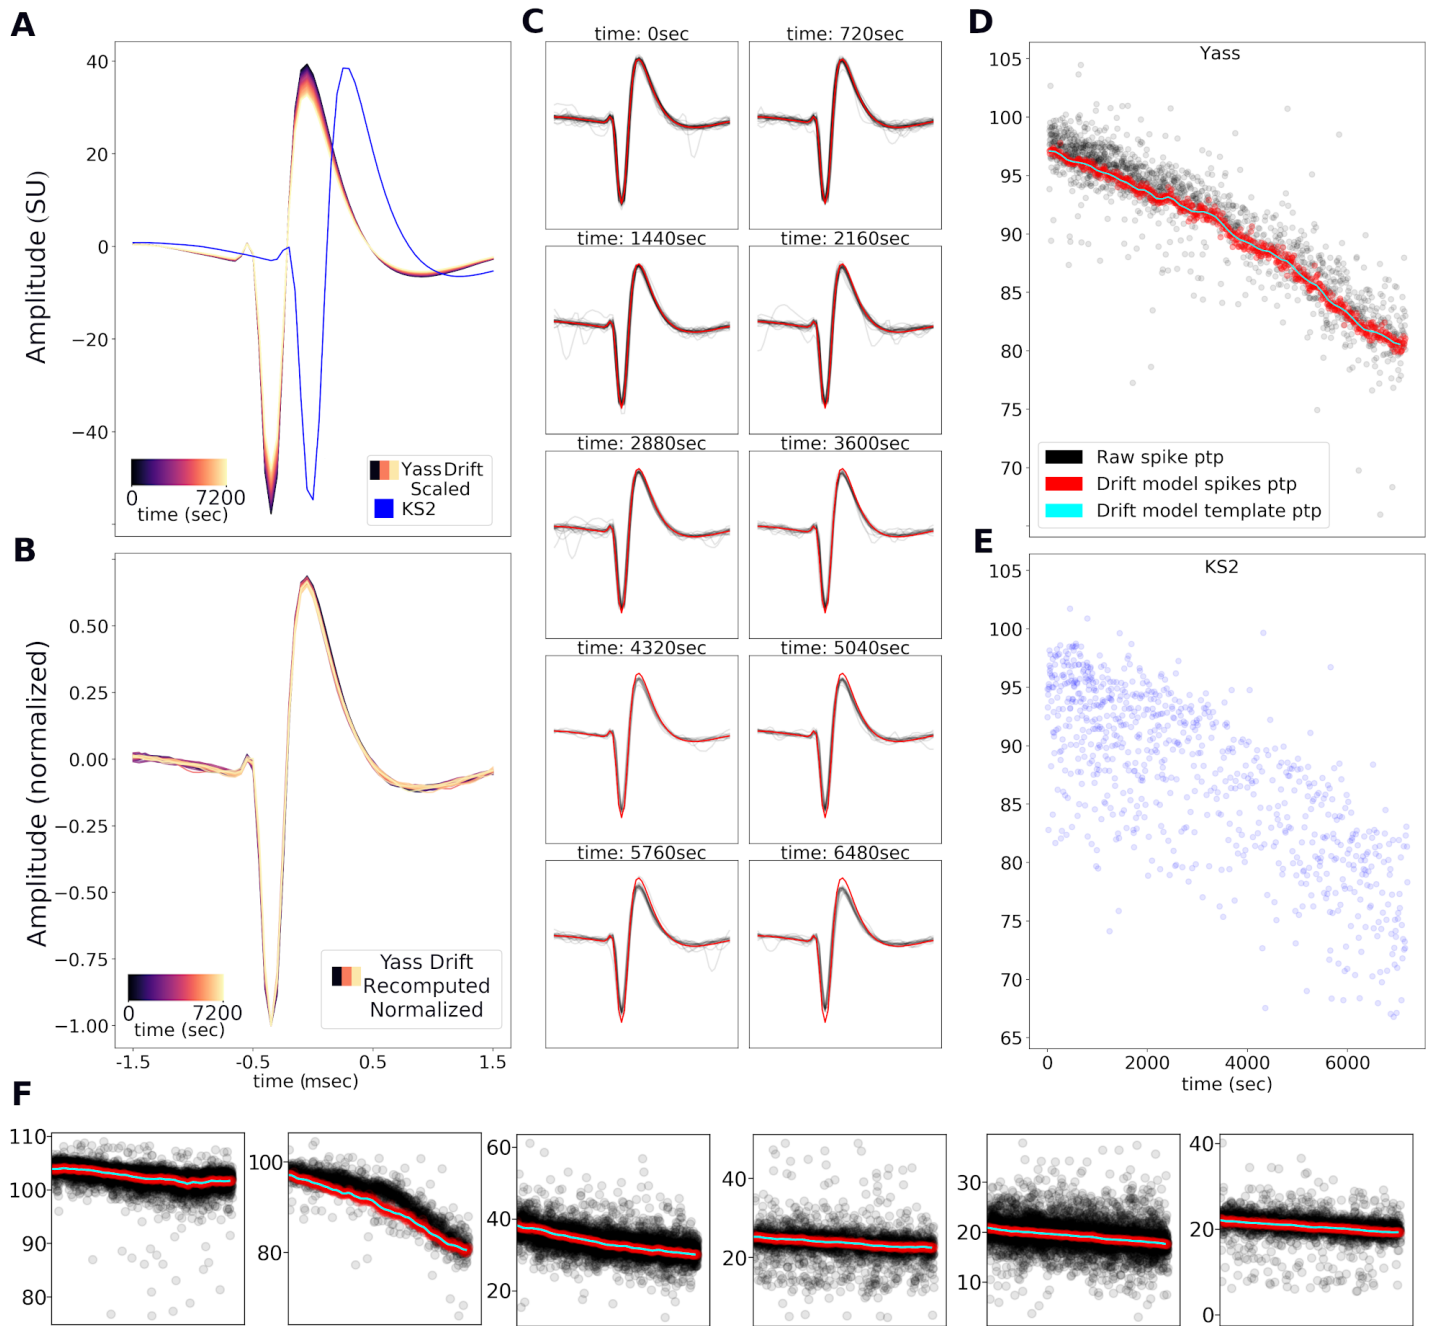 A
Amplitude (SU)
40
20
0
−20
−40
0
7200
time (sec)
Yass Drift
Scaled
KS2
B
Amplitude (normalized)
0.50
0.25
0.00
−0.25
−0.50
−0.75
−1.00
0
7200
time (sec)
Yass Drift
Recomputed
Normalized
-1.5
-0.5
0.5
1.5
time (msec)
C
time: 0sec
time: 720sec
time: 1440sec
time: 2160sec
time: 2880sec
time: 3600sec
time: 4320sec
time: 5040sec
time: 5760sec
time: 6480sec
D
Yass
105
100
95
90
85
80
75
70
Raw spike ptp
Drift model spikes ptp
Drift model template ptp
E
KS2
105
100
95
90
85
80
75
70
65
0
2000
4000
6000
time (sec)
F
110
100
90
80
100
80
60
40
20
40
20
30
20
10
40
20
0